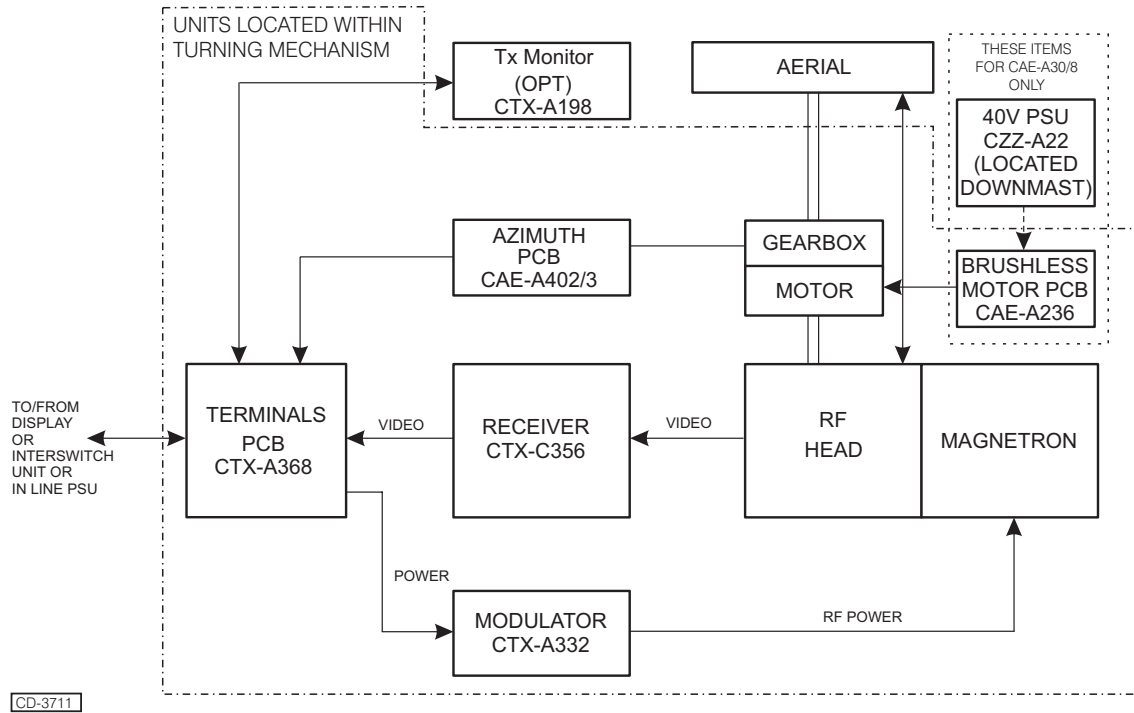 UNITS LOCATED WITHIN
TURNING MECHANISM
Tx Monitor
(OPT)
CTX-A198
AERIAL
THESE ITEMS
FOR CAE-A30/8
ONLY
40V PSU
CZZ-A22
(LOCATED
DOWNMAST)
AZIMUTH
PCB
CAE-A402/3
GEARBOX
MOTOR
BRUSHLESS
MOTOR PCB
CAE-A236
TO/FROM
DISPLAY
OR
INTERSWITCH
UNIT OR
IN LINE PSU
TERMINALS
PCB
CTX-A368
VIDEO
RECEIVER
CTX-C356
VIDEO
RF
HEAD
MAGNETRON
POWER
MODULATOR
CTX-A332
RF POWER
CD-3711